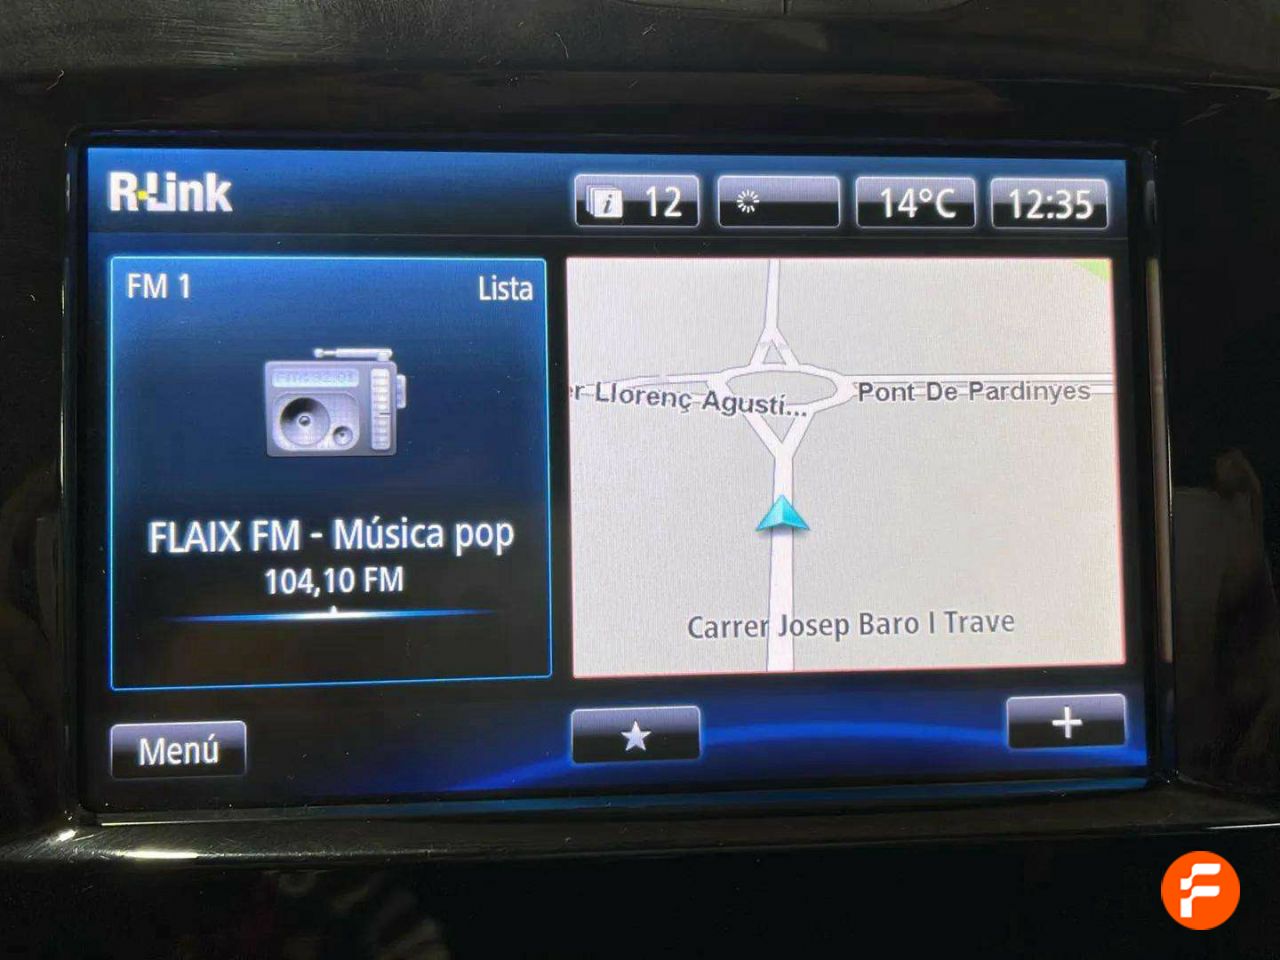 R-Link
12
14°C
12:35
FM 1
Lista
FLAIX FM - Música pop
104,10 FM
er Llorenç Agustí...
Pont De Pardinyes
Carrer Josep Baro I Trave
Menú